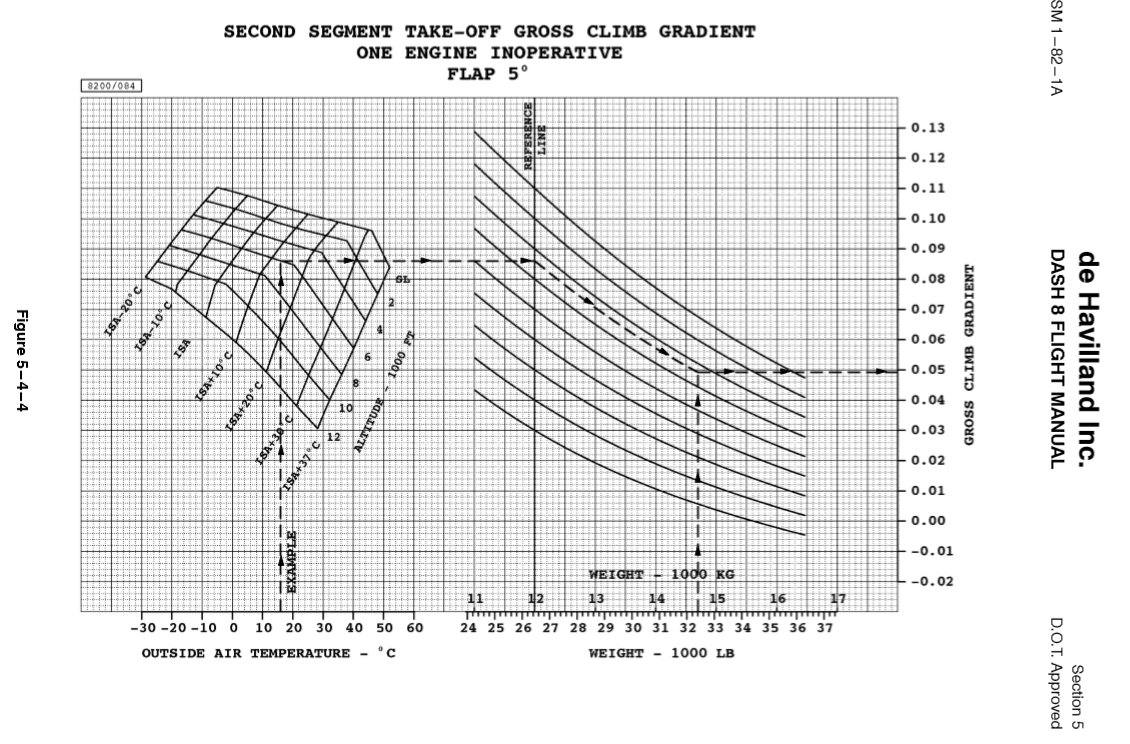 SECOND SEGMENT TAKE-OFF GROSS CLIMB GRADIENT
ONE ENGINE INOPERATIVE
FLAP 5°
8200/084
REFERENCE
LINE
0.13
0.12
0.11
0.10
0.09
0.08
0.07
0.06
0.05
0.04
0.03
0.02
0.01
0.00
-0.01
-0.02
GROSS CLIMB GRADIENT
SL
2
4
6
8
10
12
ALTITUDE - 1000 FT
ISA-20°C
ISA-10°C
ISA
ISA+10°C
ISA+20°C
ISA+30°C
ISA+37°C
EXAMPLE
WEIGHT - 1000 KG
11 12 13 14 15 16 17
-30 -20 -10 0 10 20 30 40 50 60
24 25 26 27 28 29 30 31 32 33 34 35 36 37
OUTSIDE AIR TEMPERATURE - °C
WEIGHT - 1000 LB
Figure 5-4-4
SM 1-82-1A
de Havilland Inc.
DASH 8 FLIGHT MANUAL
Section 5
D.O.T. Approved